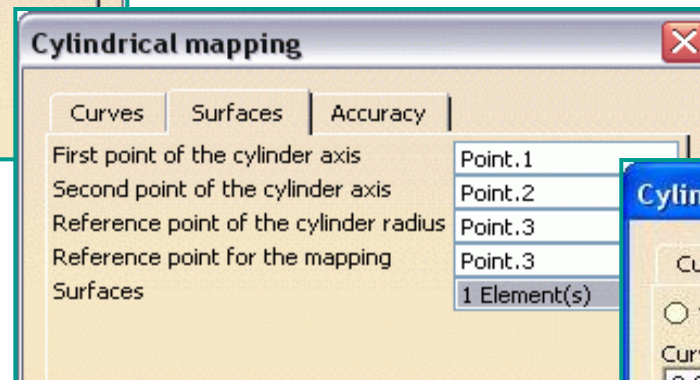 Cylindrical mapping
Curves Surfaces Accuracy
First point of the cylinder axis Point.1
Second point of the cylinder axis Point.2
Reference point of the cylinder radius Point.3
Reference point for the mapping Point.3
Surfaces 1 Element(s)